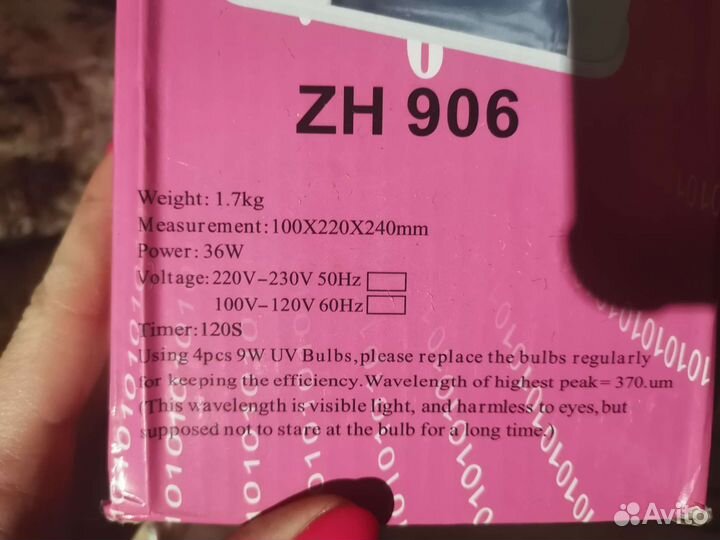 ZH 906
Weight: 1.7kg
Measurement:100X220X240mm
Power: 36W
Voltage: 220V-230V 50Hz
100V-120V 60Hz
Timer:120S
Using 4pcs 9W UV Bulbs,please replace the bulbs regularly
for keeping the efficiency.Wavelength of highest peak= 370.um
(This wavelength is visible light, and harmless to eyes, but
supposed not to stare at the bulb for a long time.)
Avito